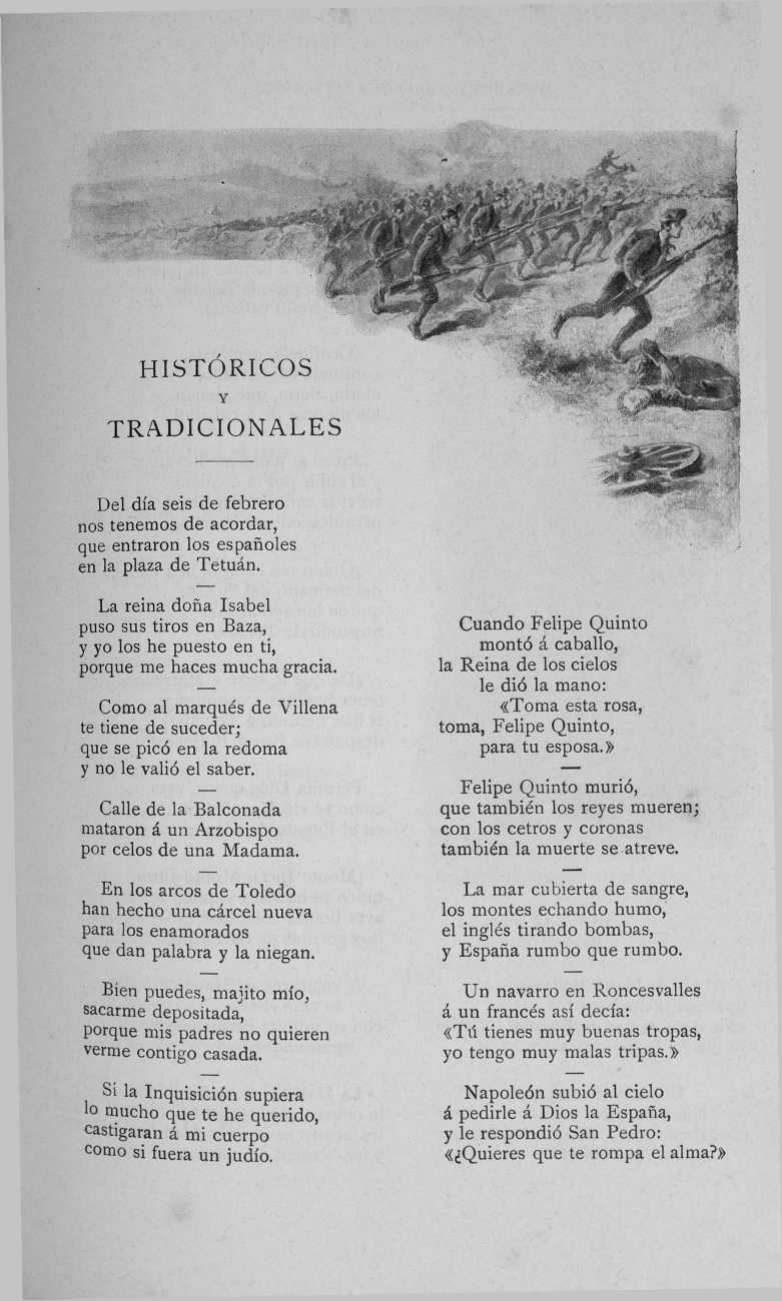 HISTÓRICOS
Y
TRADICIONALES
Del día seis de febrero
nos tenemos de acordar,
que entraron los españoles
en la plaza de Tetuán.
La reina doña Isabel
puso sus tiros en Baza,
y yo los he puesto en ti,
porque me haces mucha gracia.
Como al marqués de Villena
te tiene de suceder;
que se picó en la redoma
y no le valió el saber.
Calle de la Balconada
mataron á un Arzobispo
por celos de una Madama.
En los arcos de Toledo
han hecho una cárcel nueva
para los enamorados
que dan palabra y la niegan.
Bien puedes, majito mío,
sacarme depositada,
porque mis padres no quieren
verme contigo casada.
Si la Inquisición supiera
lo mucho que te he querido,
castigaran á mi cuerpo
como si fuera un judío.
Cuando Felipe Quinto
montó á caballo,
la Reina de los cielos
le dió la mano:
«Toma esta rosa,
toma, Felipe Quinto,
para tu esposa.»
Felipe Quinto murió,
que también los reyes mueren;
con los cetros y coronas
también la muerte se atreve.
La mar cubierta de sangre,
los montes echando humo,
el inglés tirando bombas,
y España rumbo que rumbo.
Un navarro en Roncesvalles
á un francés así decía:
«Tú tienes muy buenas tropas,
yo tengo muy malas tripas.»
Napoleón subió al cielo
á pedirle á Dios la España,
y le respondió San Pedro:
«¿Quieres que te rompa el alma?»